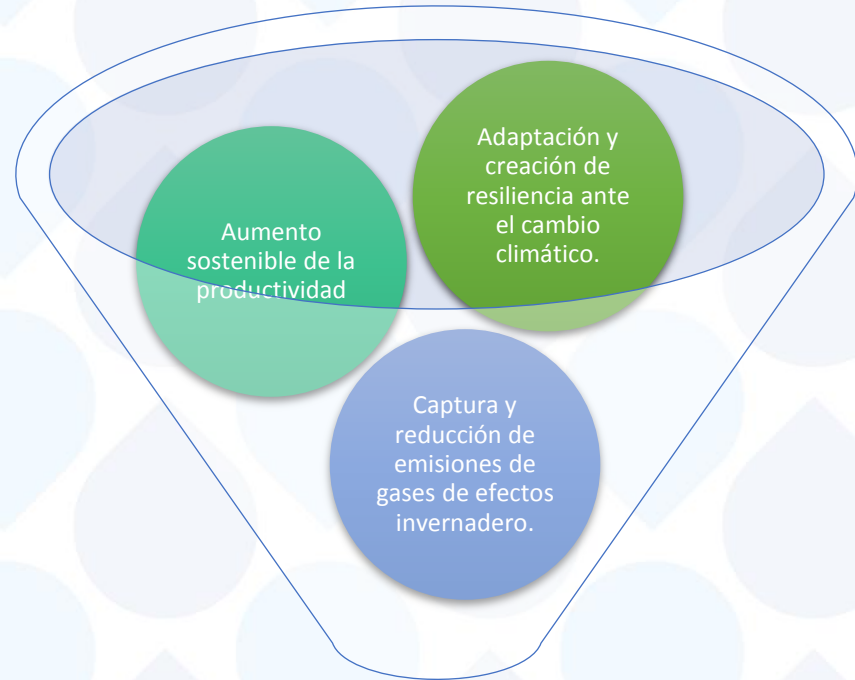 Adaptación y
creación de
resiliencia ante
el cambio
climático.
Aumento
sostenible de la
productividad
Captura y
reducción de
emisiones de
gases de efectos
invernadero.